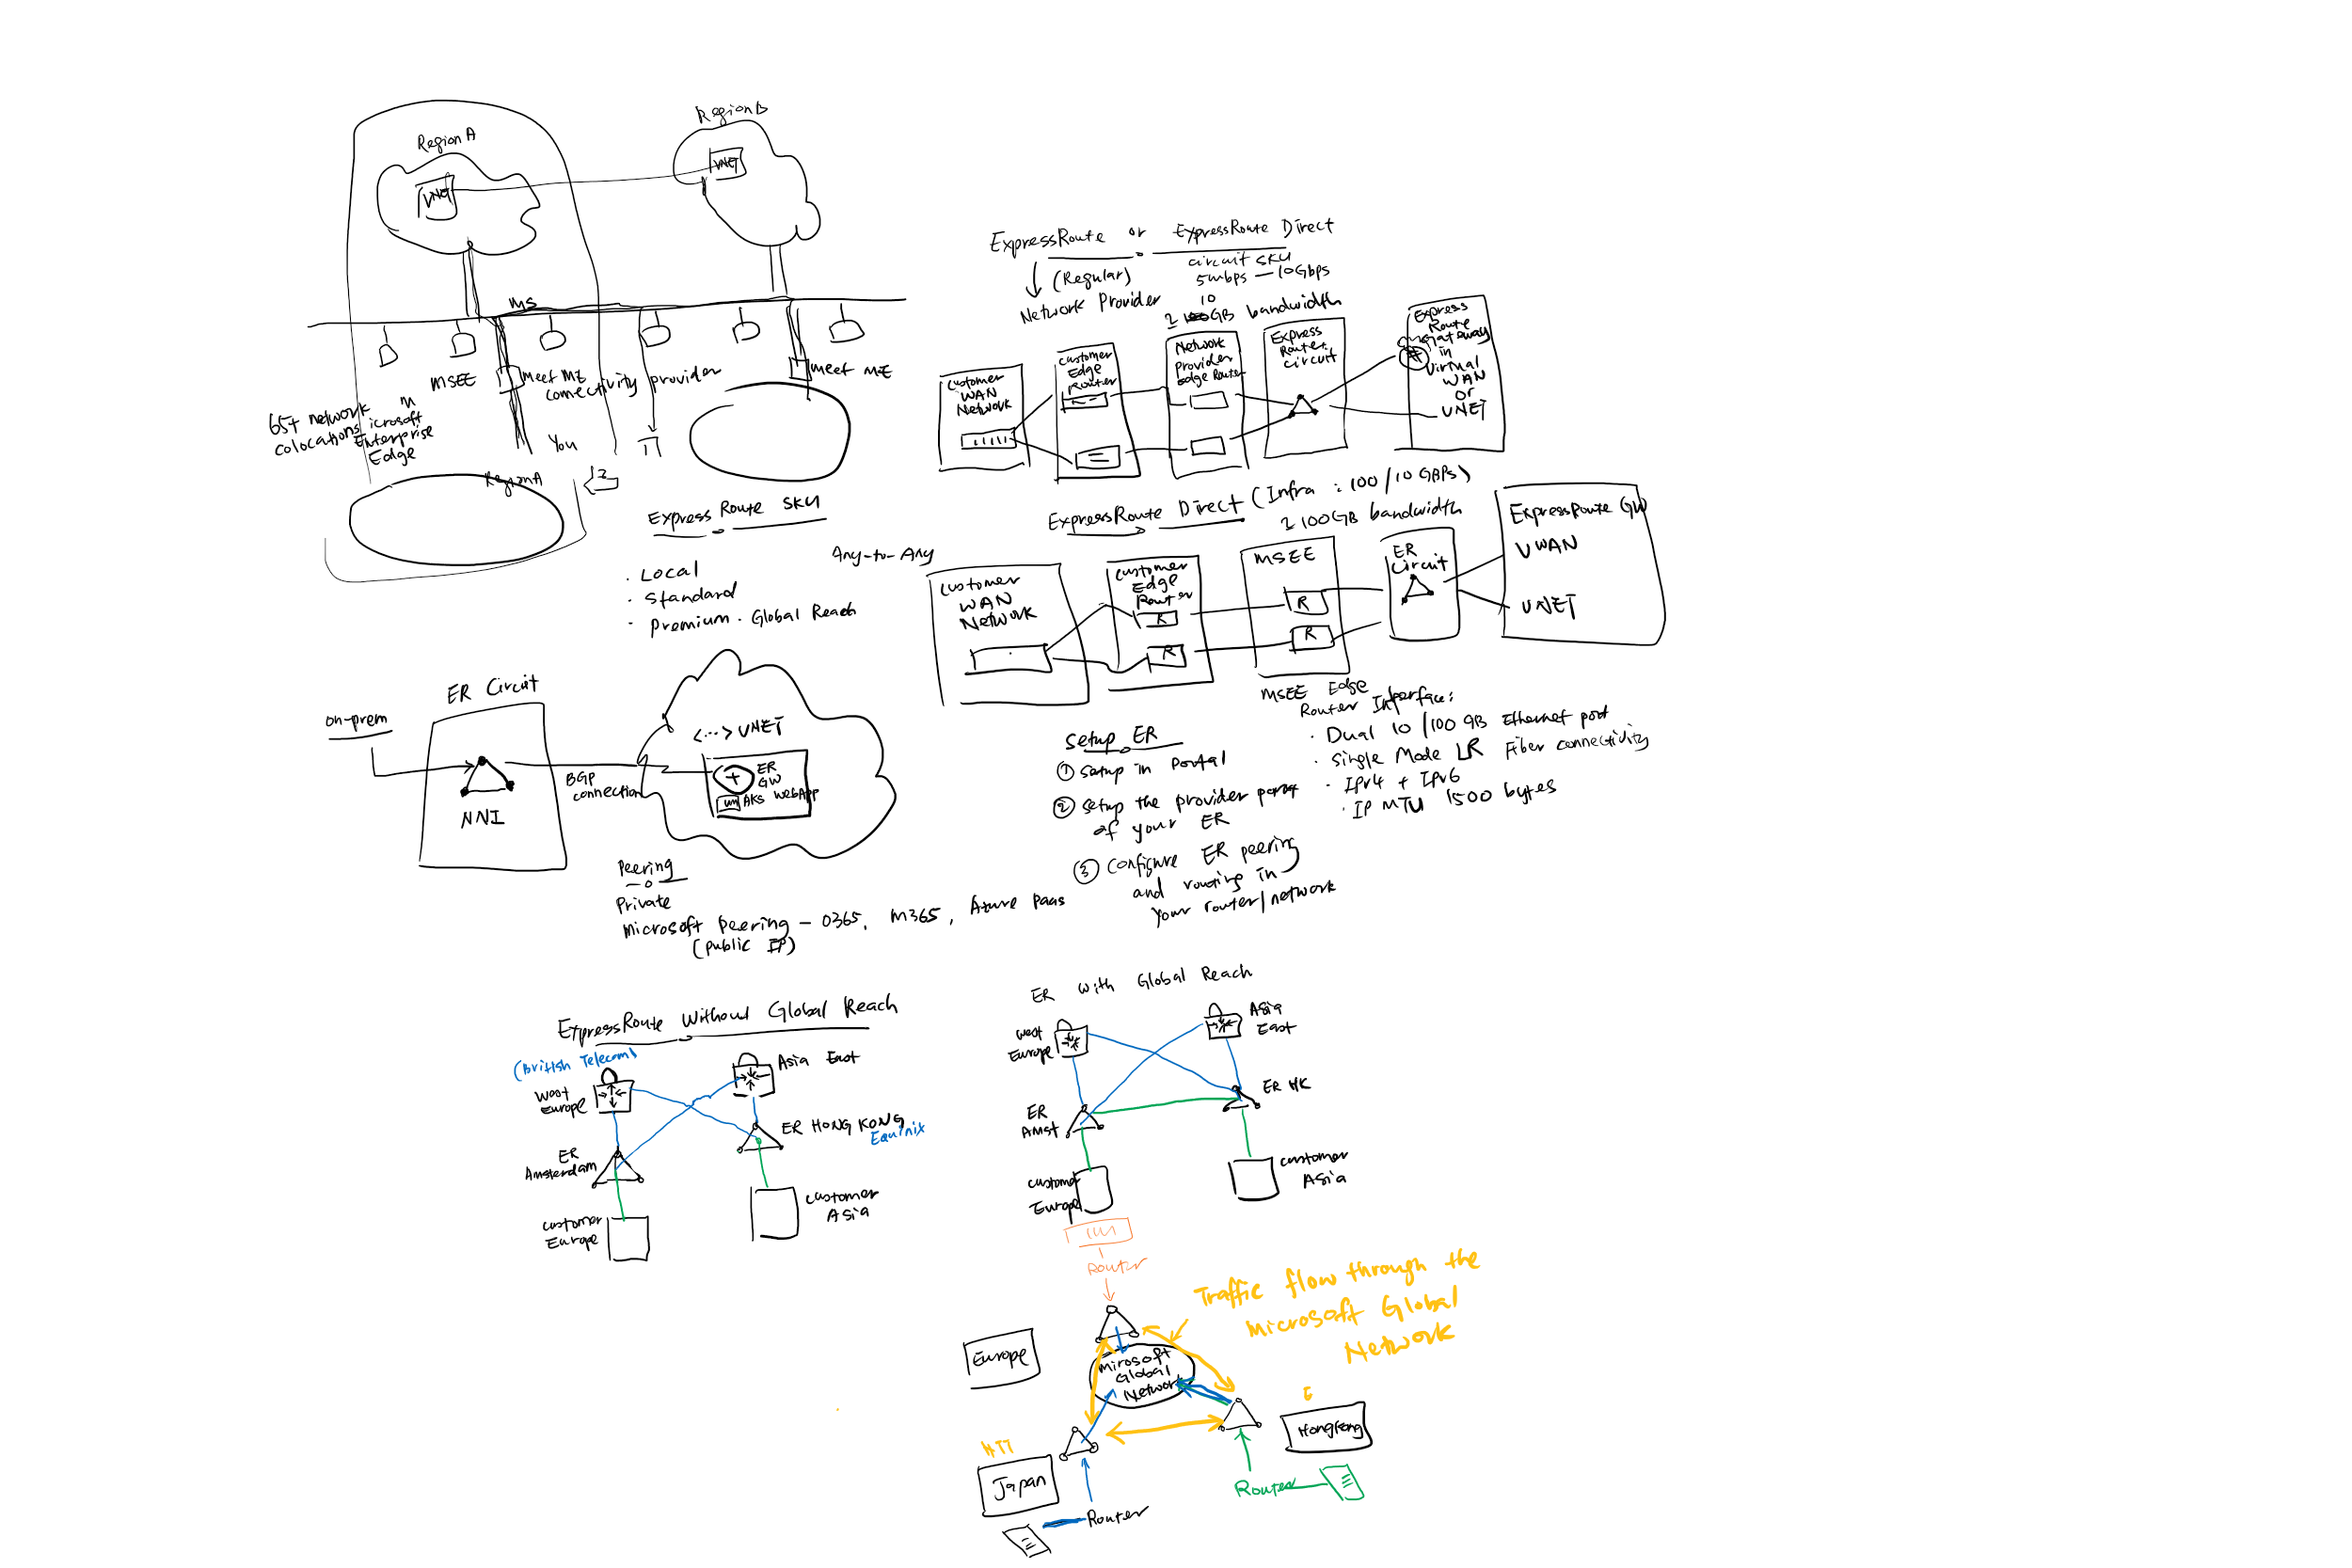 Region A
VNET
Region B
VNET
MS
MSEE
Meet ME
connectivity provider
meet ME
65+ network
colocations
Microsoft
Enterprise
Edge
You
Region A
Express Route SKU
. Local
. Standard
. Premium . Global Reach
Any-to-Any
ExpressRoute or ExpressRoute Direct
(Regular)
Network Provider
circuit SKU
5mbps — 10Gbps
10
GB bandwidth
Customer
WAN
Network
Customer
Edge
Router
Network
Provider
Edge Router
Express
Route
circuit
Express
Route
Gateway
in
Virtual
WAN
or
VNET
ExpressRoute Direct (Infra : 100/10 GBPs)
100GB bandwidth
Customer
WAN
Network
Customer
Edge
Router
R
R
MSEE
R
R
ER
Circuit
ExpressRoute GW
VWAN
VNET
MSEE Edge
Router Interface:
. Dual 10/100 GB Ethernet port
. Single Mode LR Fiber connectivity
. IPv4 + IPv6
. IP MTU 1500 bytes
on-prem
ER Circuit
NNI
BGP
connection
<···> VNET
ER
GW
AKS WebApp
Peering
Private
Microsoft Peering - O365, M365, Azure Paas
(public IP)
Setup ER
① Setup in Portal
② Setup the provider part
of your ER
③ Configure ER peering
and routing in
your router/network
ExpressRoute Without Global Reach
(British Telecom)
West
Europe
Asia East
ER
Amsterdam
ER HONG KONG
Equinix
Customer
Europe
customer
Asia
ER with Global Reach
West
Europe
Asia
East
ER
Amst
ER HK
customer
Europe
customer
Asia
Router
Traffic flow through the
Microsoft Global
Network
Europe
Mirosoft
Global
Network
E
HongKong
NTT
Japan
Router
Router